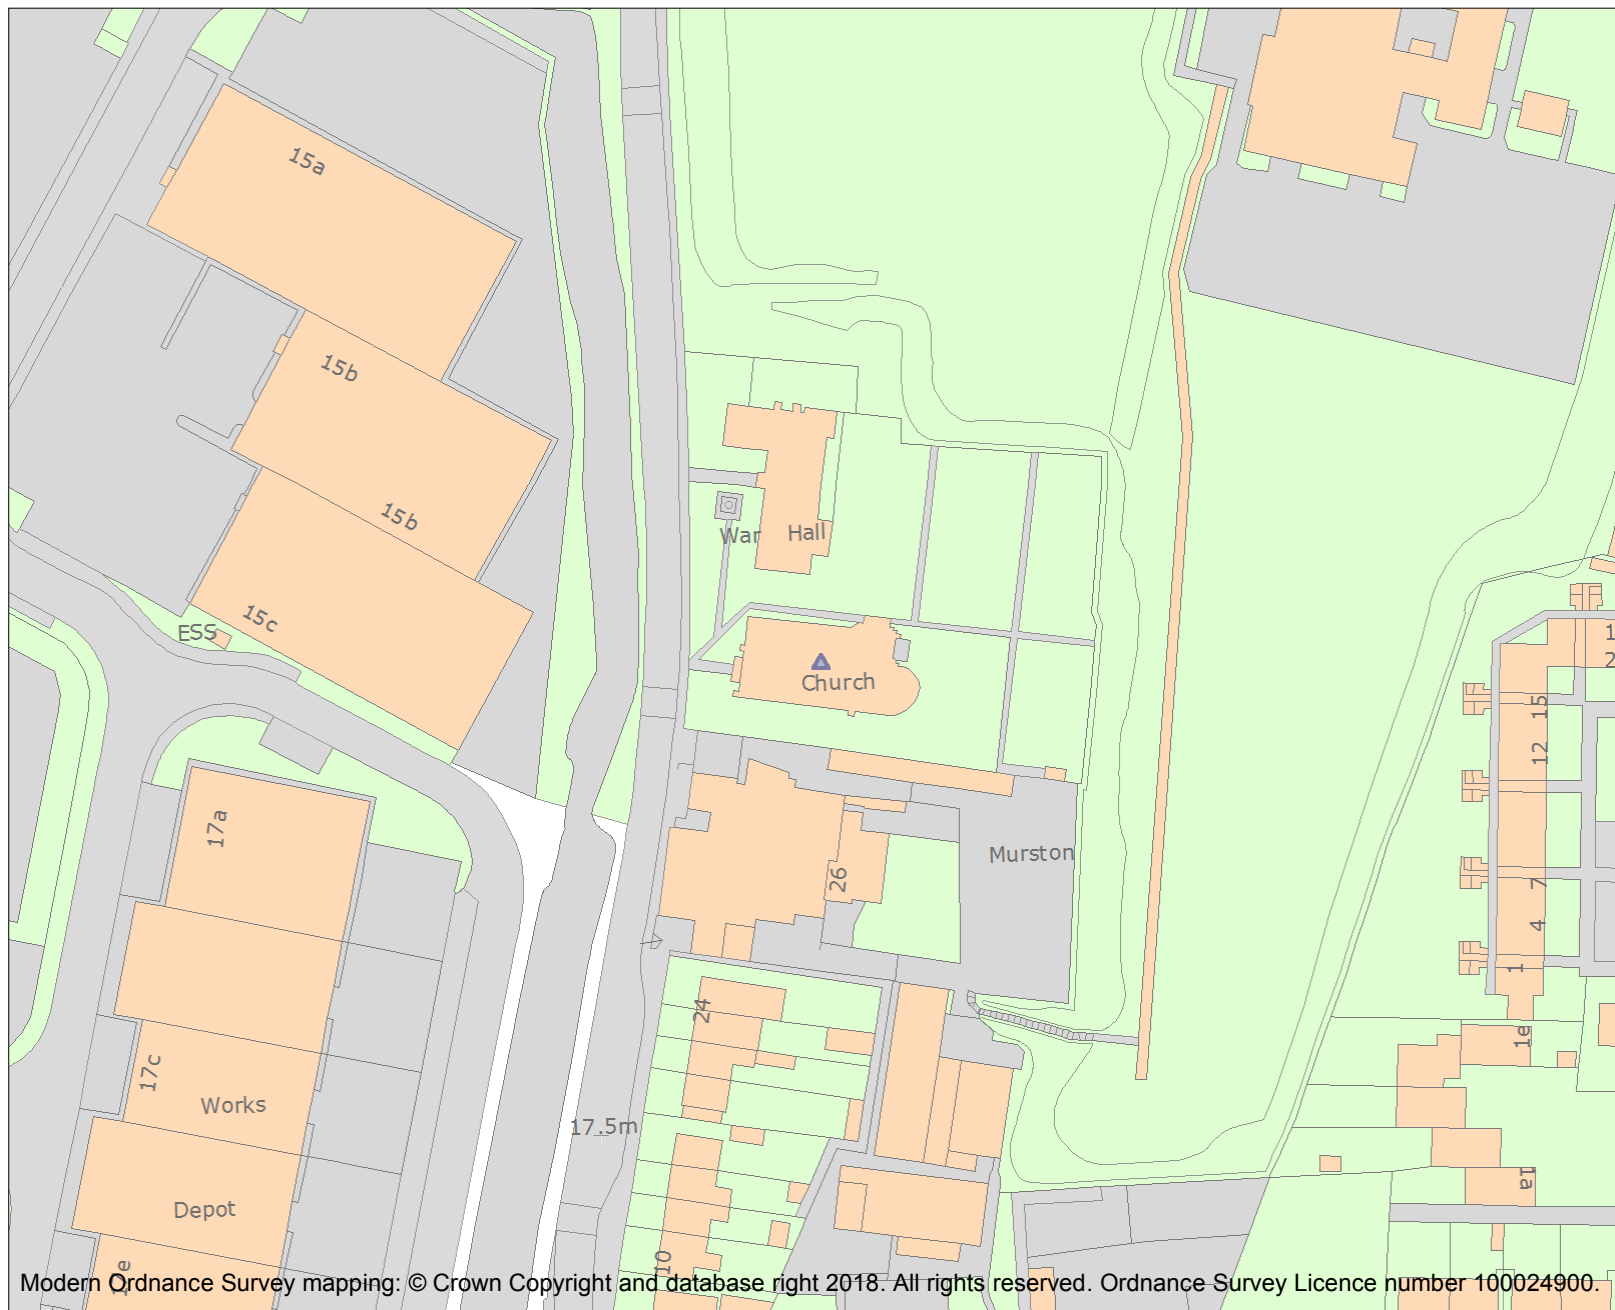 15a
15b
15b
War
Hall
15c
ESS
1
2
Church
15
12
17a
Murston
26
7
4
1
24
1e
17c
Works
17.5m
1a
Depot
10
Modern Ordnance Survey mapping: © Crown Copyright and database right 2018. All rights reserved. Ordnance Survey Licence number 100024900.